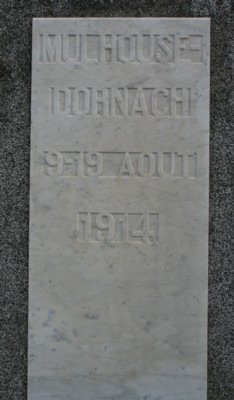 MULHOUSE-
DORNACH
9-19 AOUT
1914